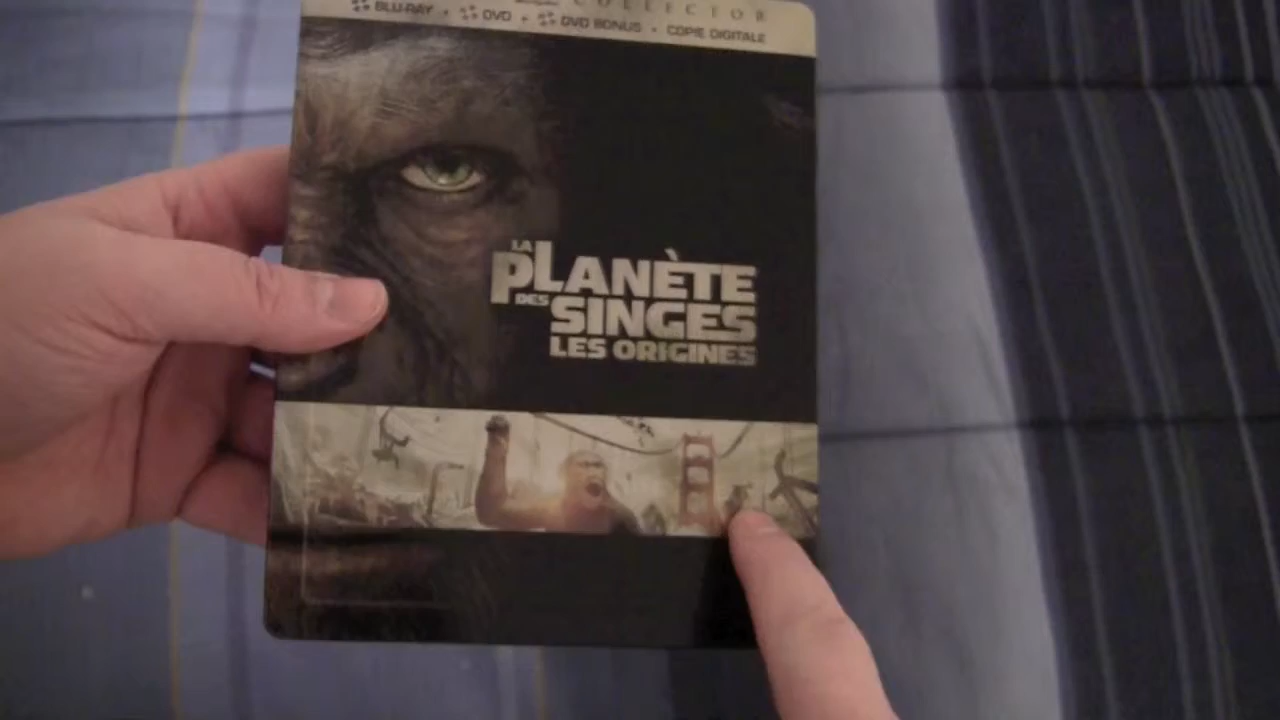 COLLECTOR
BLU-RAY + DVD + DVD BONUS + COPIE DIGITALE
LA
PLANÈTE
DES
SINGES
LES ORIGINES